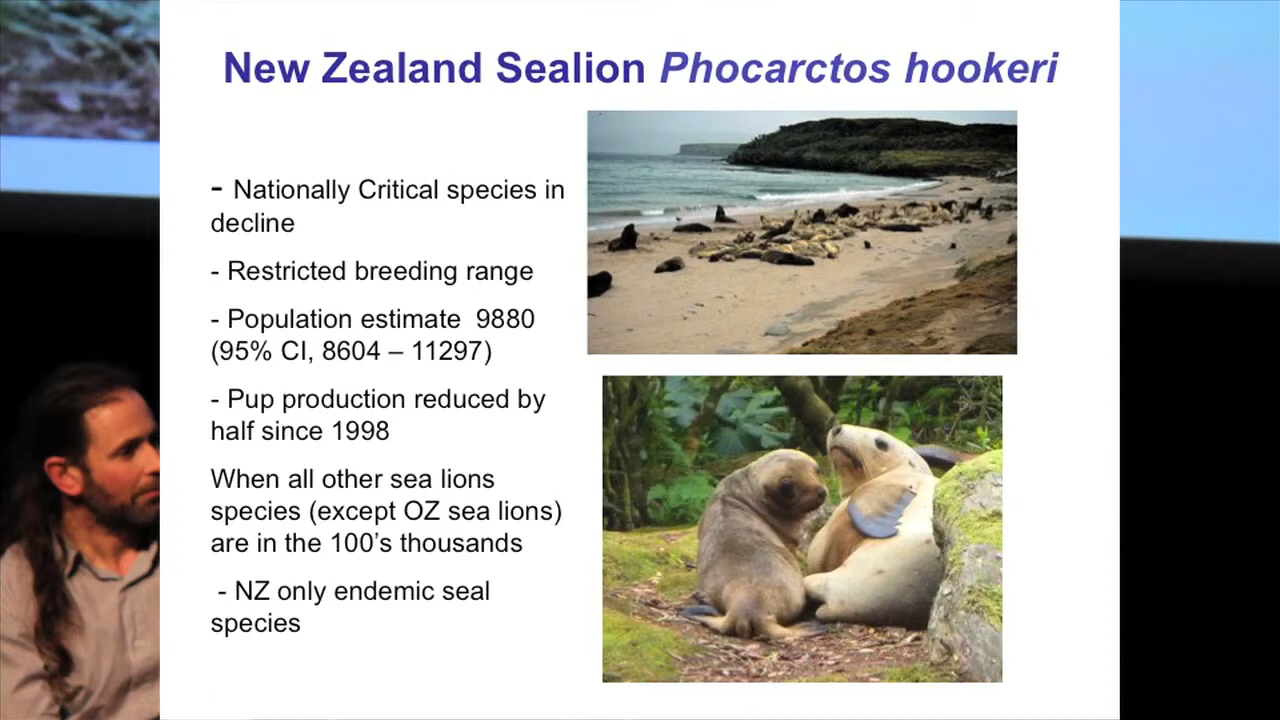 New Zealand Sealion Phocarctos hookeri
- Nationally Critical species in
decline
- Restricted breeding range
- Population estimate  9880
(95% CI, 8604 – 11297)
- Pup production reduced by
half since 1998
When all other sea lions
species (except OZ sea lions)
are in the 100’s thousands
- NZ only endemic seal
species